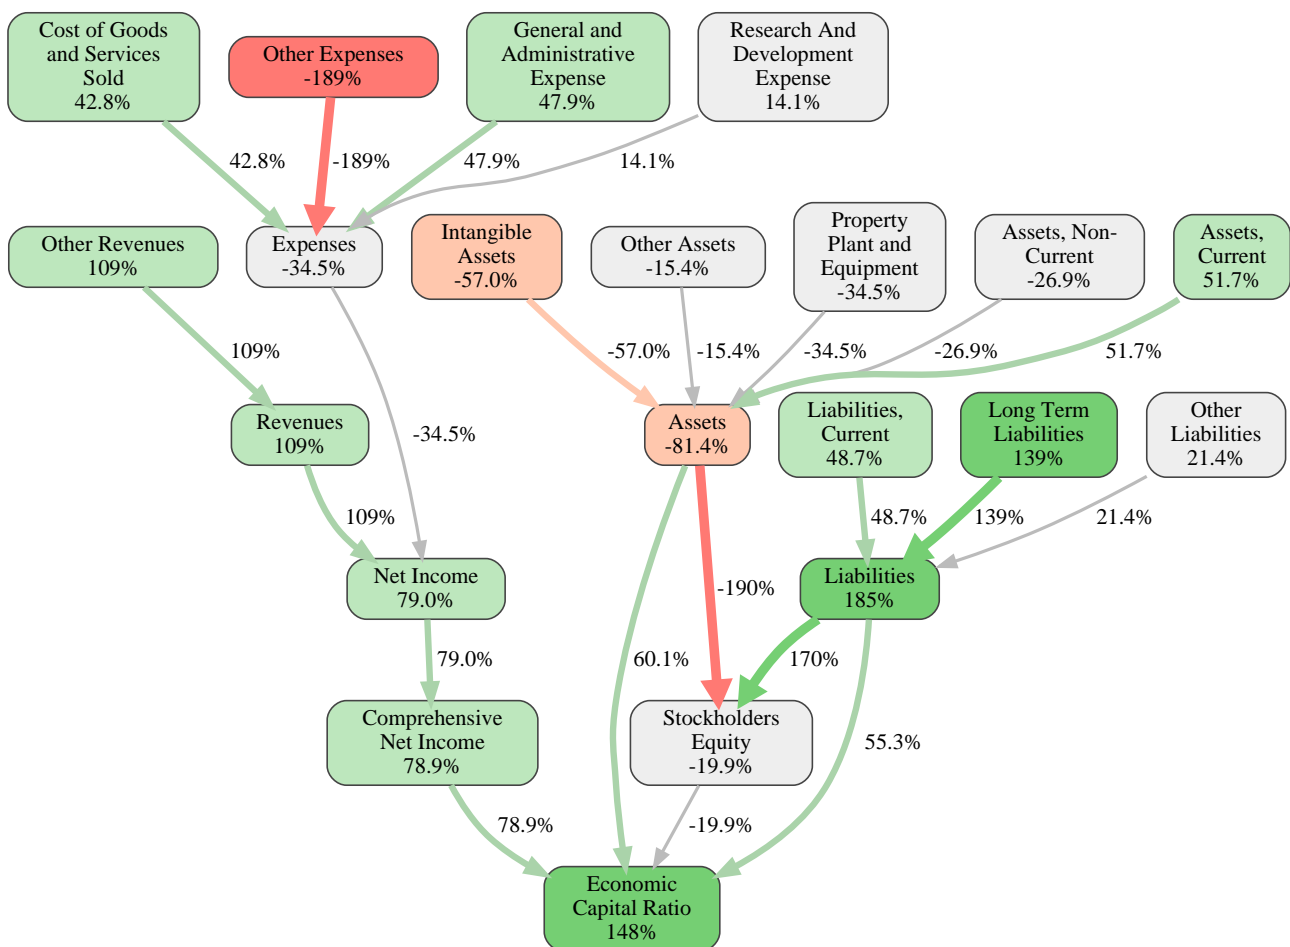 Cost of Goods
and Services
Sold
42.8%
Other Expenses
-189%
General and
Administrative
Expense
47.9%
Research And
Development
Expense
14.1%
42.8%
-189%
47.9%
14.1%
Other Revenues
109%
Expenses
-34.5%
Intangible
Assets
-57.0%
Other Assets
-15.4%
Property
Plant and
Equipment
-34.5%
Assets, Non-
Current
-26.9%
Assets,
Current
51.7%
109%
-57.0%
-15.4%
-34.5%
-26.9%
51.7%
Revenues
109%
-34.5%
Assets
-81.4%
Liabilities,
Current
48.7%
Long Term
Liabilities
139%
Other
Liabilities
21.4%
109%
48.7%
139%
21.4%
Net Income
79.0%
-190%
Liabilities
185%
79.0%
60.1%
170%
Comprehensive
Net Income
78.9%
Stockholders
Equity
-19.9%
55.3%
78.9%
-19.9%
Economic
Capital Ratio
148%